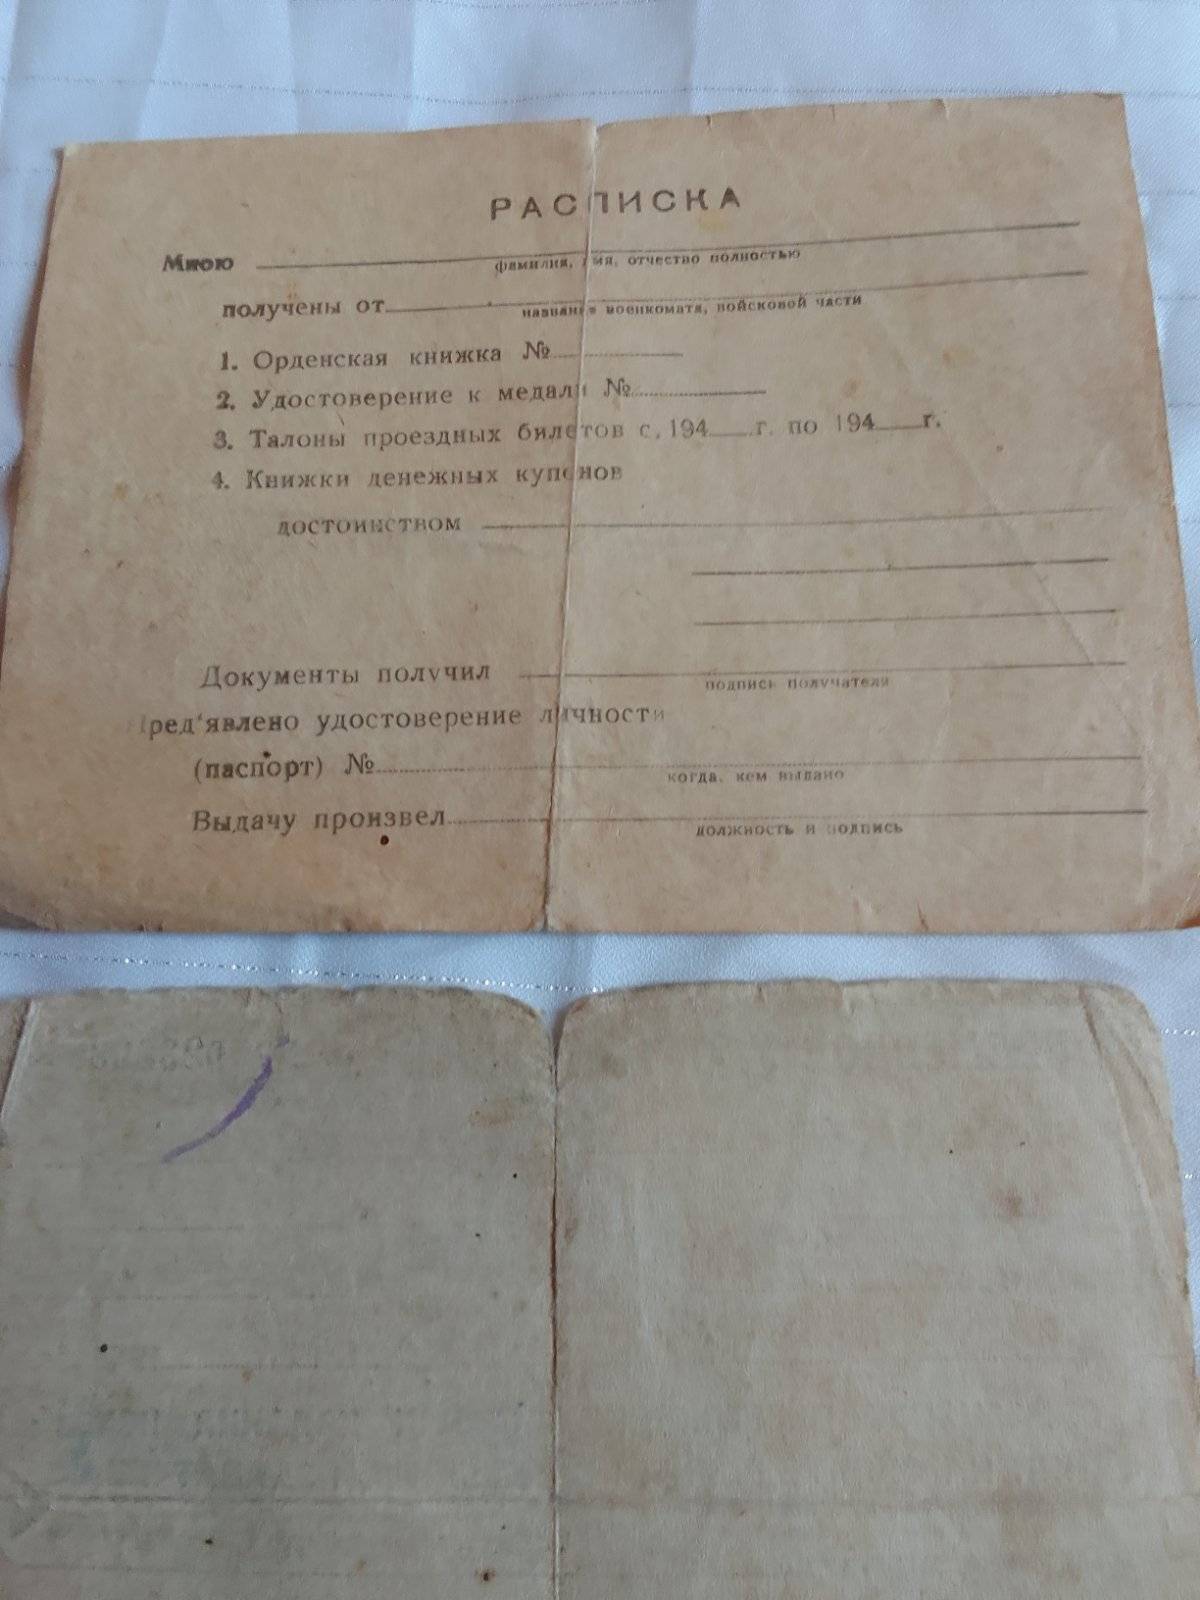 РАСПИСКА
Мною
фамилия, имя, отчество полностью
получены от
название военкомата, войсковой части
1. Орденская книжка №
2. Удостоверение к медали №
3. Талоны проездных билетов с. 194___г. по 194___г.
4. Книжки денежных купонов
достоинством
Документы получил
подпись получателя
Пред'явлено удостоверение личности
(паспорт) №
когда, кем выдано
Выдачу произвел
должность и подпись